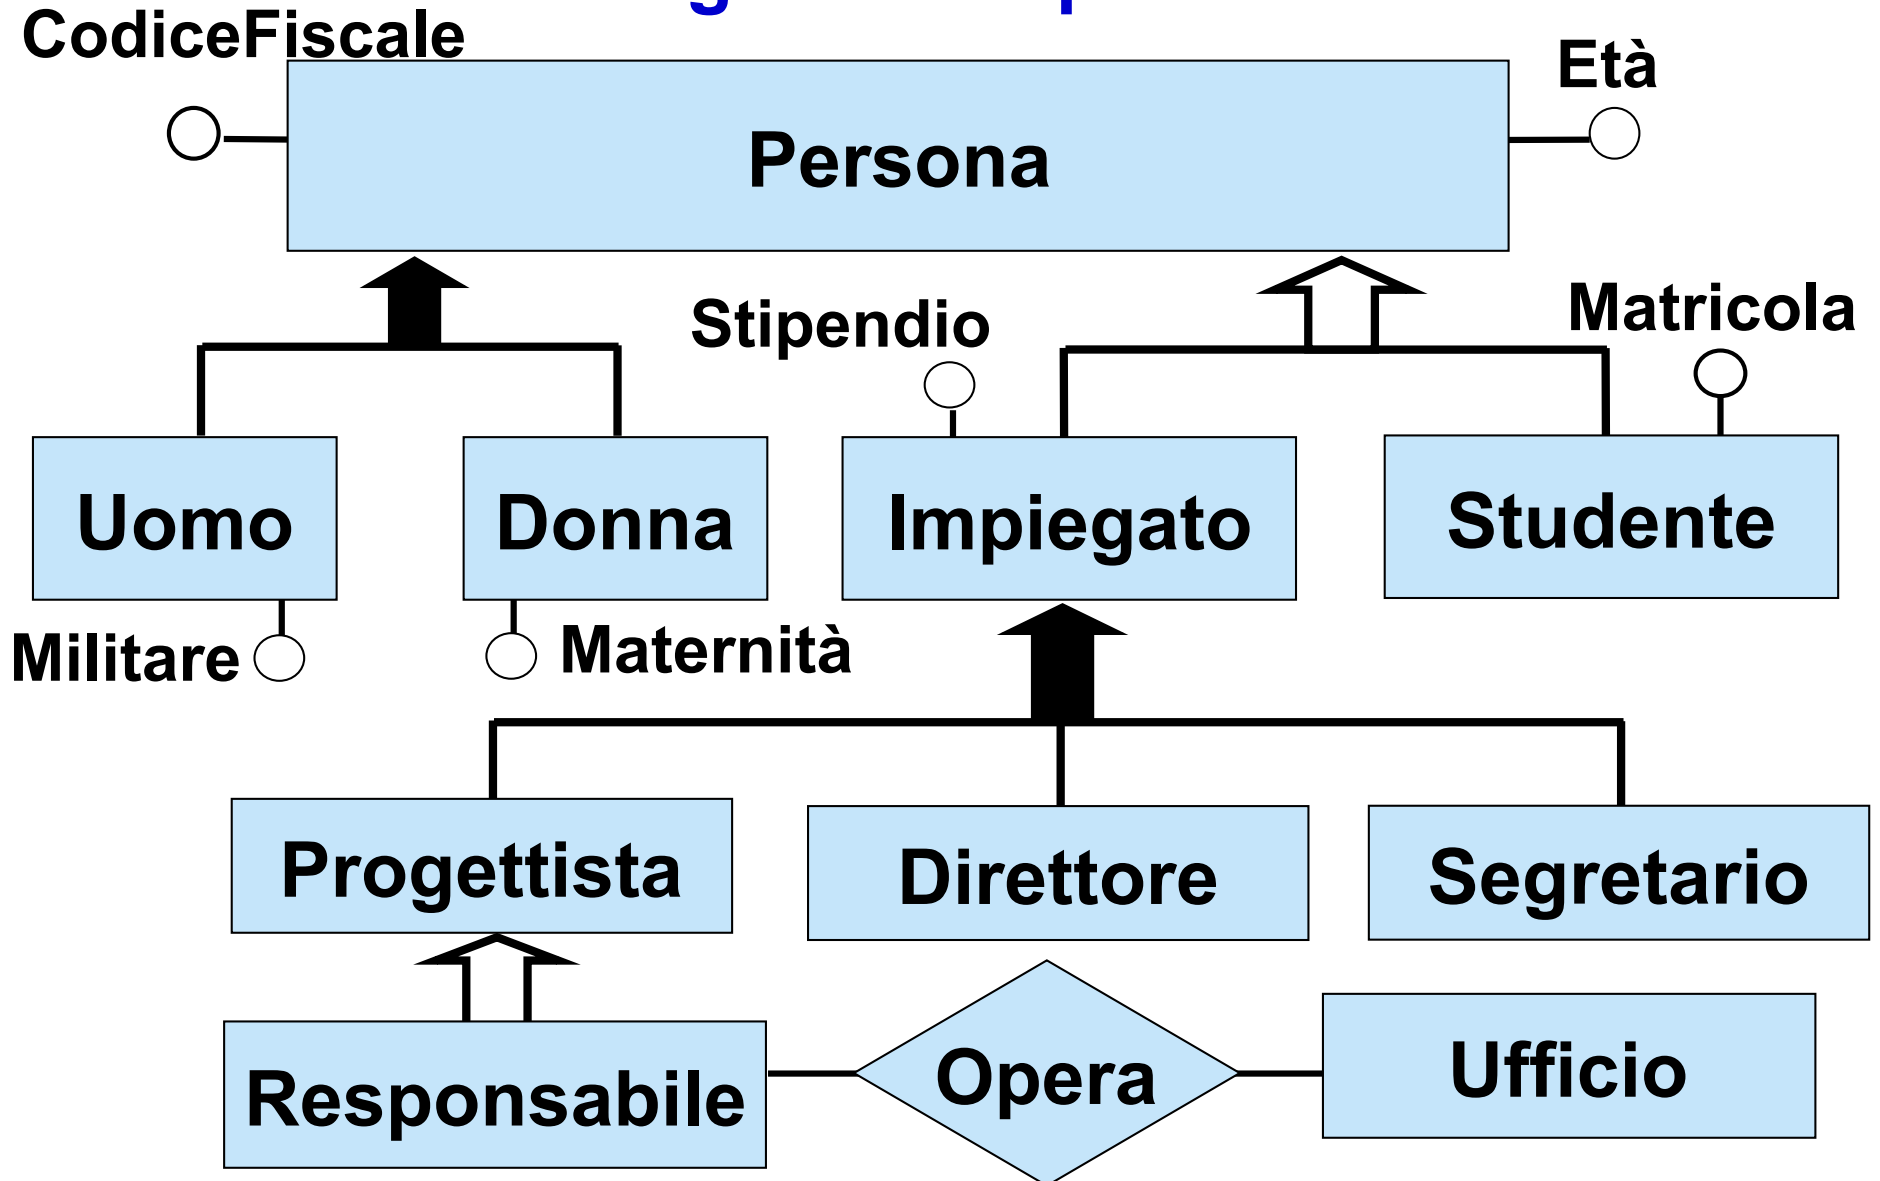 CodiceFiscale
Età
Persona
Stipendio
Matricola
Uomo
Donna
Impiegato
Studente
Militare
Maternità
Progettista
Direttore
Segretario
Responsabile
Opera
Ufficio